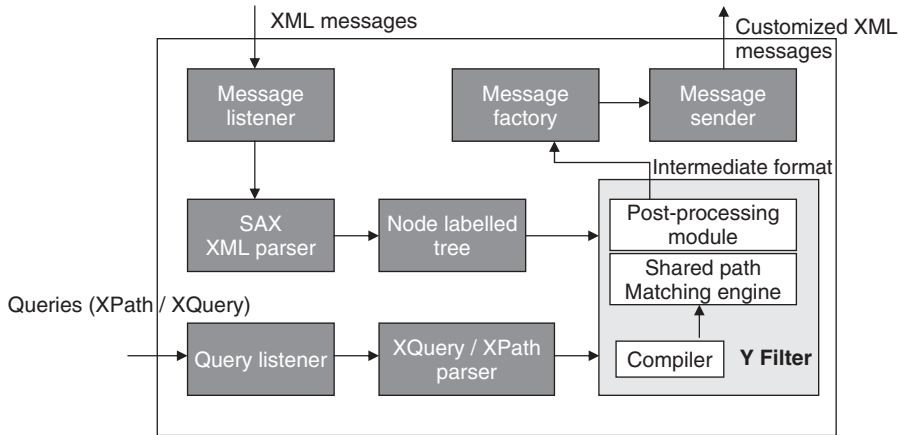 XML messages
Customized XML
messages
Message
listener
Message
factory
Message
sender
Intermediate format
SAX
XML parser
Node labelled
tree
Post-processing
module
Shared path
Matching engine
Queries (XPath / XQuery)
Query listener
XQuery / XPath
parser
Compiler
Y Filter